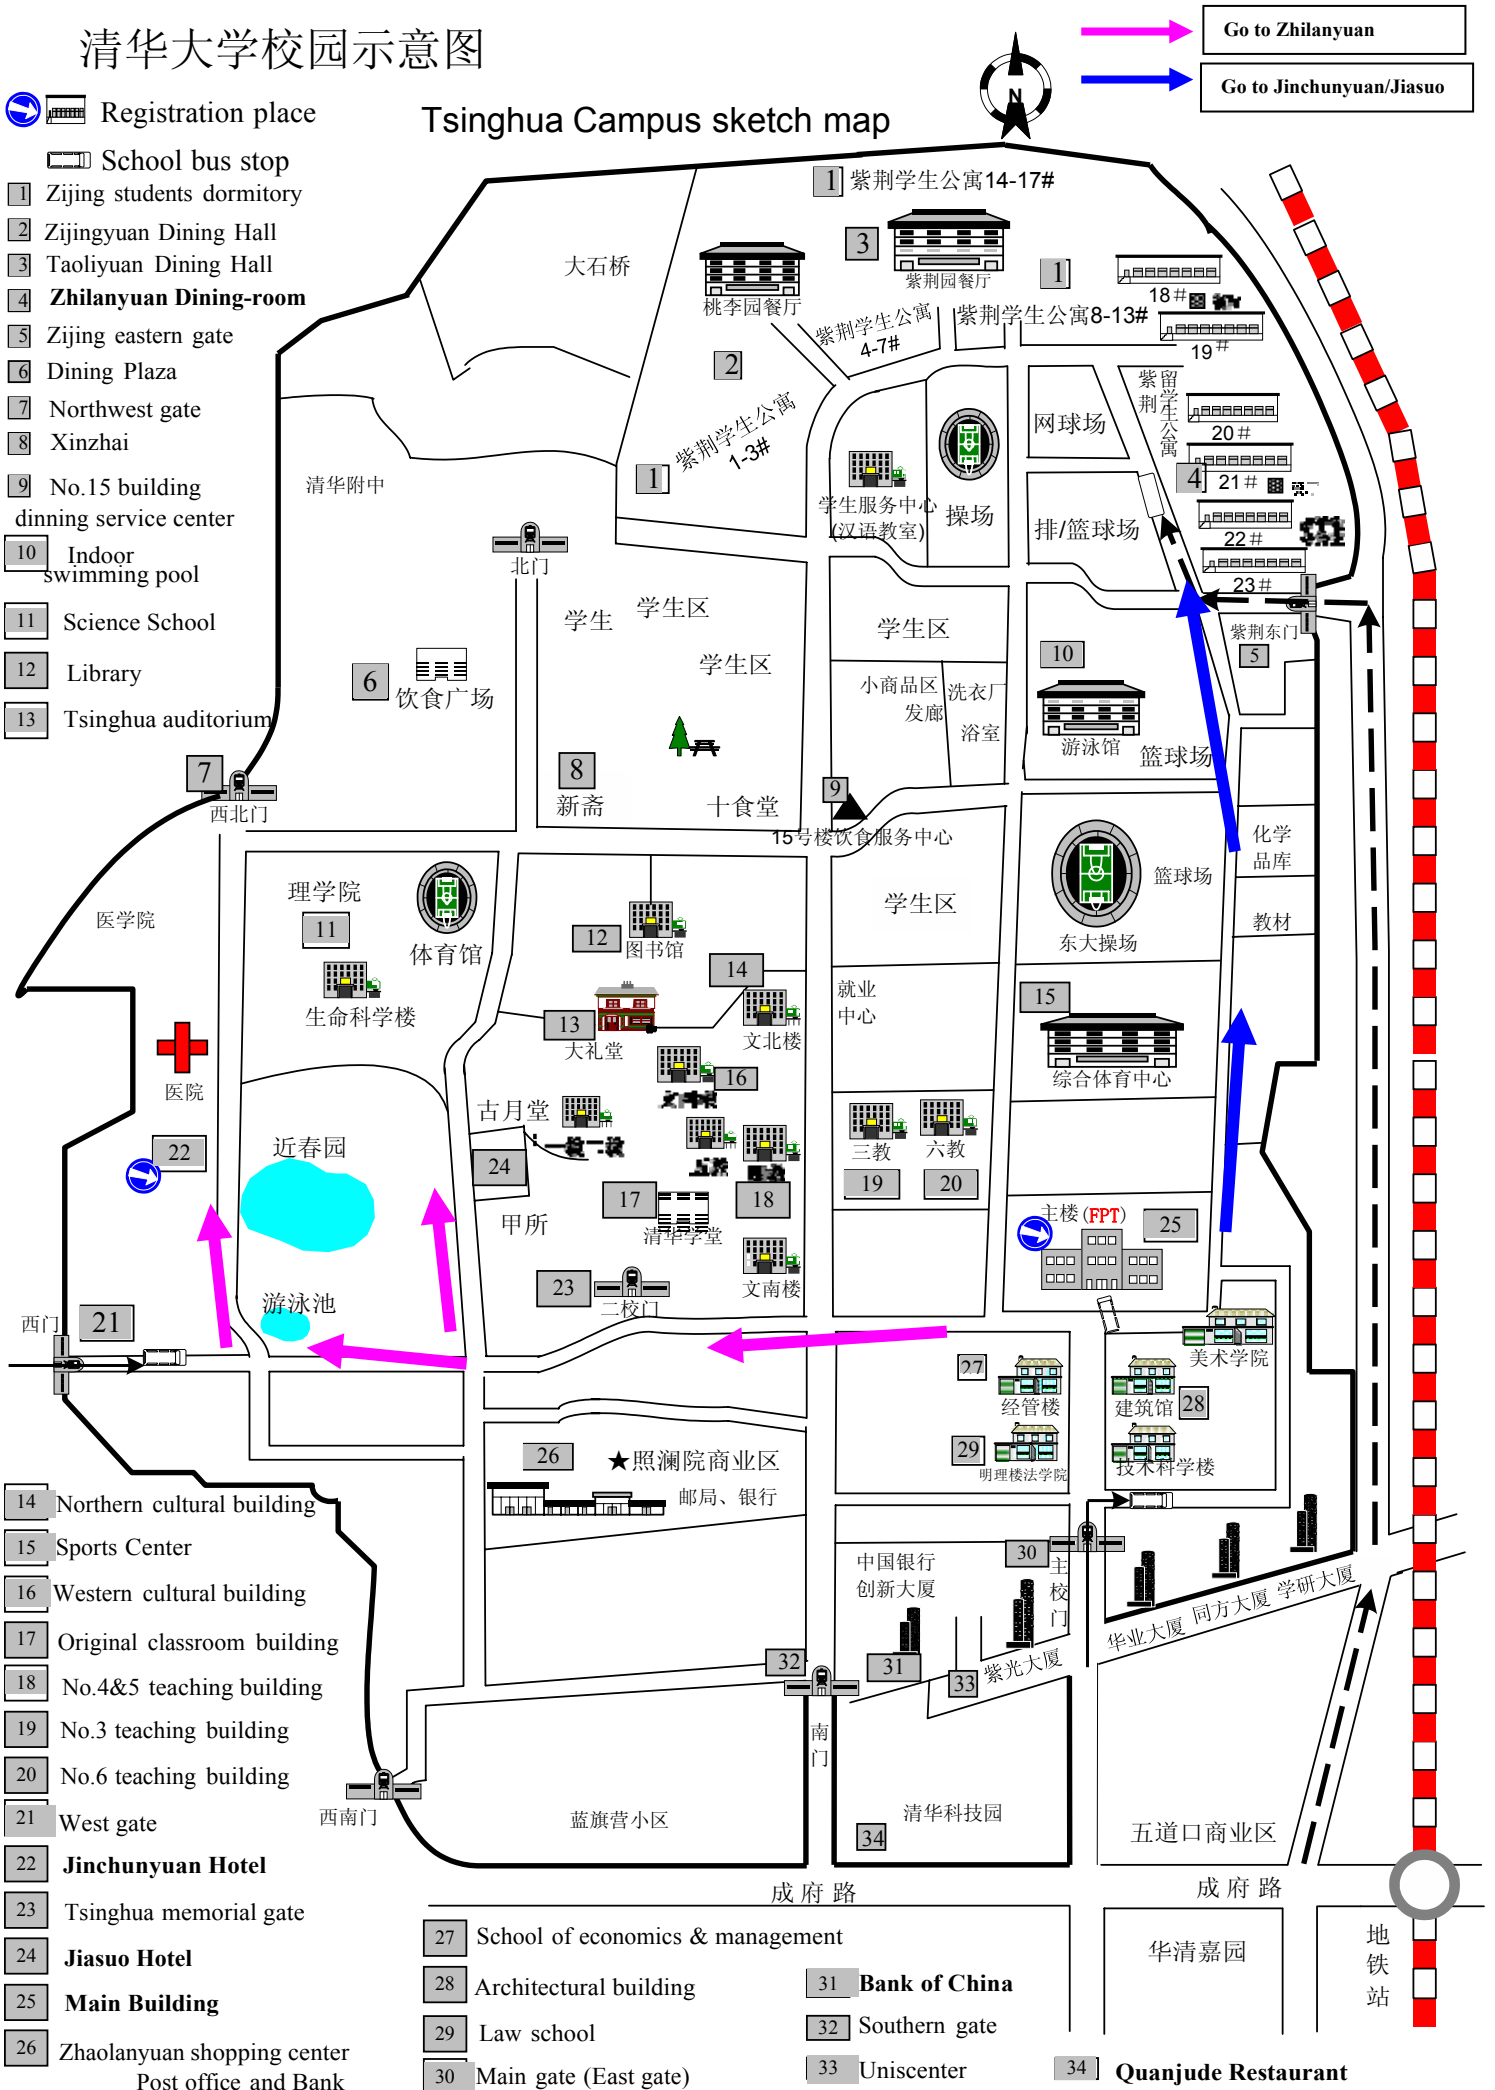 清华大学校园示意图
Tsinghua Campus sketch map
Go to Zhilanyuan
Go to Jinchunyuan/Jiasuo
N
Registration place
School bus stop
1 Zijing students dormitory
2 Zijingyuan Dining Hall
3 Taoliyuan Dining Hall
4 Zhilanyuan Dining-room
5 Zijing eastern gate
6 Dining Plaza
7 Northwest gate
8 Xinzhai
9 No.15 building
dinning service center
10 Indoor
swimming pool
11 Science School
12 Library
13 Tsinghua auditorium
1 紫荆学生公寓14-17#
3
紫荆园餐厅
大石桥
桃李园餐厅
1
紫荆学生公寓8-13#
18#
19#
紫荆学生公寓
4-7#
2
紫荆学生公寓
1-3#
1
紫荆
留学生公寓
20#
4
21#
22#
23#
网球场
操场
排/篮球场
学生服务中心
(汉语教室)
清华附中
北门
学生
学生区
学生区
学生区
紫荆东门
5
10
游泳馆
篮球场
小商品区
发廊
洗衣厂
浴室
6
饮食广场
7
西北门
8
新斋
十食堂
9
15号楼饮食服务中心
化学
品库
教材
篮球场
东大操场
学生区
医学院
理学院
11
体育馆
生命科学楼
12
图书馆
14
文北楼
13
大礼堂
16
就业
中心
15
综合体育中心
医院
22
近春园
古月堂
24
甲所
17
清华学堂
18
文南楼
三教
19
六教
20
主楼(FPT)
25
23
二校门
游泳池
西门
21
27
经管楼
美术学院
建筑馆
28
29
明理楼法学院
技术科学楼
26
★照澜院商业区
邮局、银行
中国银行
创新大厦
30
主校门
华业大厦
同方大厦
学研大厦
32
31
33
紫光大厦
南门
西南门
蓝旗营小区
34
清华科技园
五道口商业区
成府路
成府路
华清嘉园
地铁站
14 Northern cultural building
15 Sports Center
16 Western cultural building
17 Original classroom building
18 No.4&5 teaching building
19 No.3 teaching building
20 No.6 teaching building
21 West gate
22 Jinchunyuan Hotel
23 Tsinghua memorial gate
24 Jiasuo Hotel
25 Main Building
26 Zhaolanyuan shopping center
Post office and Bank
27 School of economics & management
28 Architectural building
29 Law school
30 Main gate (East gate)
31 Bank of China
32 Southern gate
33 Uniscenter
34 Quanjude Restaurant